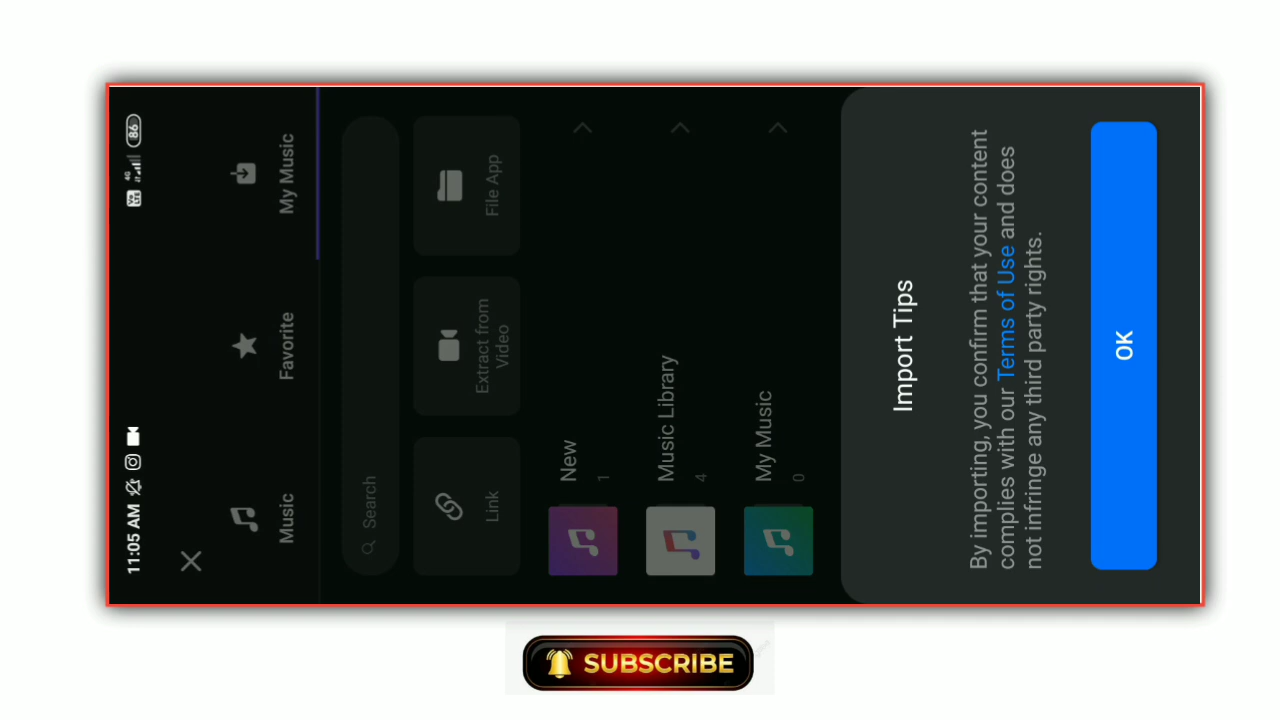 11:05 AM
VoLTE 4G 86
Music
Favorite
My Music
Search
Link
Extract from
Video
File App
New
1
Music Library
4
My Music
0
Import Tips
By importing, you confirm that your content
complies with our Terms of Use and does
not infringe any third party rights.
OK
SUBSCRIBE